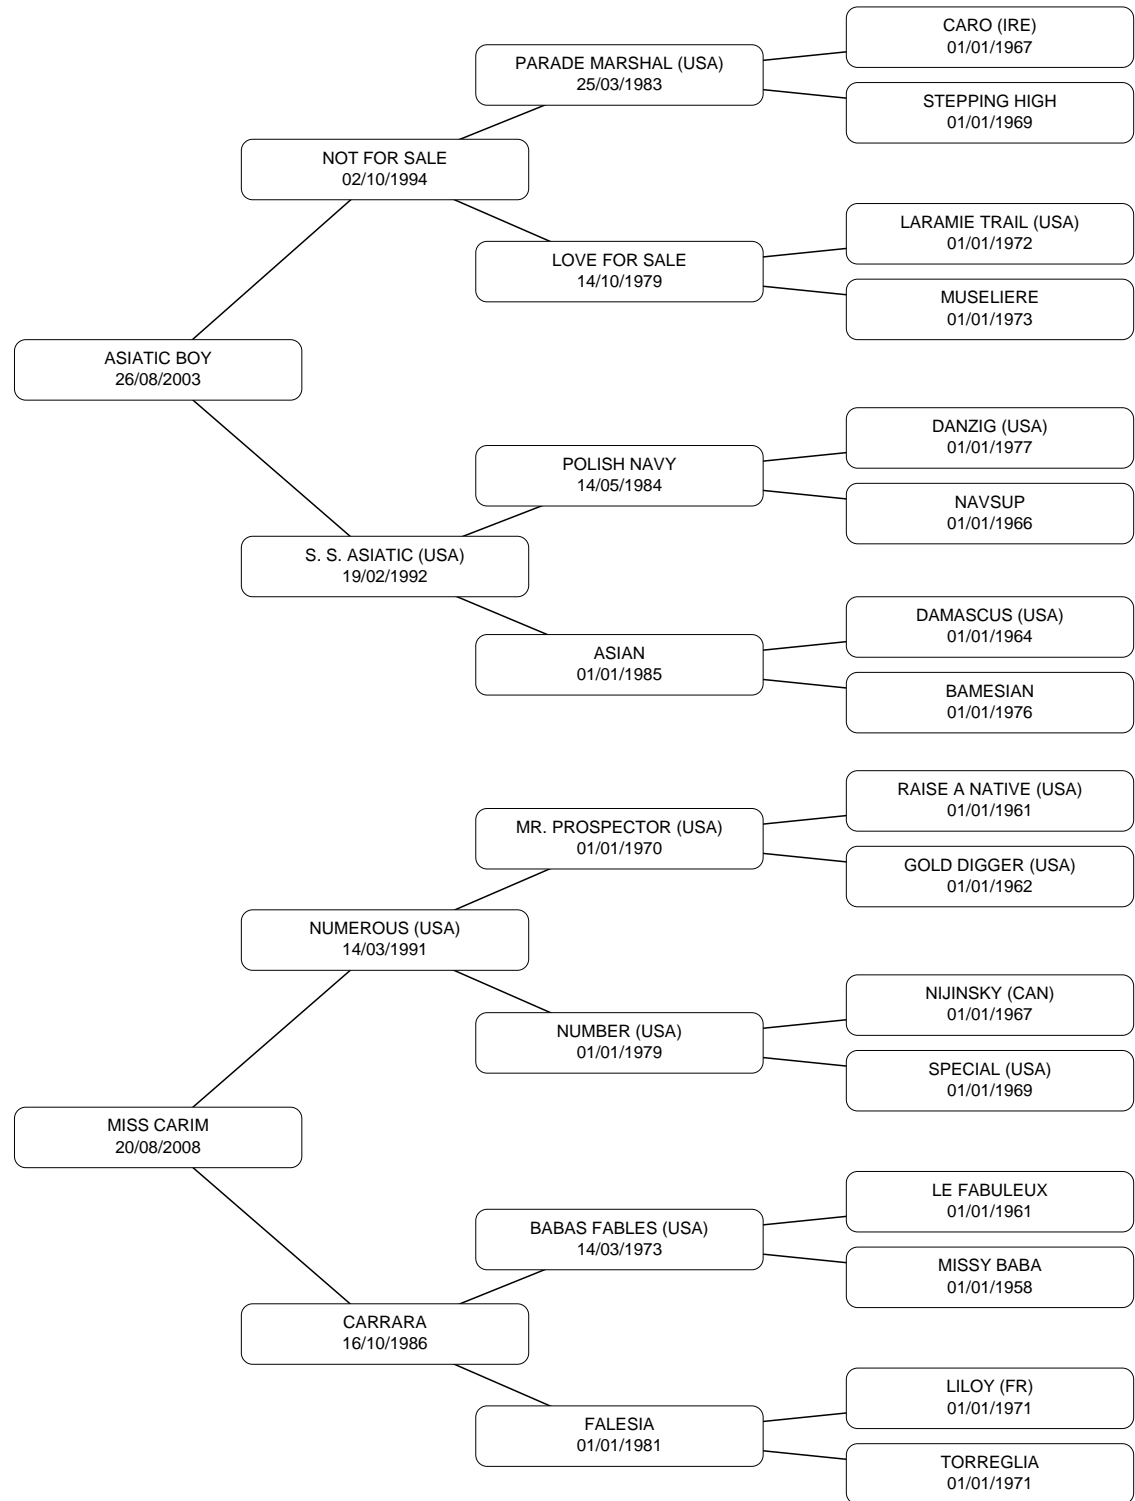 CARO (IRE)
01/01/1967
PARADE MARSHAL (USA)
25/03/1983
STEPPING HIGH
01/01/1969
NOT FOR SALE
02/10/1994
LARAMIE TRAIL (USA)
01/01/1972
LOVE FOR SALE
14/10/1979
MUSELIERE
01/01/1973
ASIATIC BOY
26/08/2003
DANZIG (USA)
01/01/1977
POLISH NAVY
14/05/1984
NAVSUP
01/01/1966
S. S. ASIATIC (USA)
19/02/1992
DAMASCUS (USA)
01/01/1964
ASIAN
01/01/1985
BAMESIAN
01/01/1976
RAISE A NATIVE (USA)
01/01/1961
MR. PROSPECTOR (USA)
01/01/1970
GOLD DIGGER (USA)
01/01/1962
NUMEROUS (USA)
14/03/1991
NIJINSKY (CAN)
01/01/1967
NUMBER (USA)
01/01/1979
SPECIAL (USA)
01/01/1969
MISS CARIM
20/08/2008
LE FABULEUX
01/01/1961
BABAS FABLES (USA)
14/03/1973
MISSY BABA
01/01/1958
CARRARA
16/10/1986
LILOY (FR)
01/01/1971
FALESIA
01/01/1981
TORREGLIA
01/01/1971